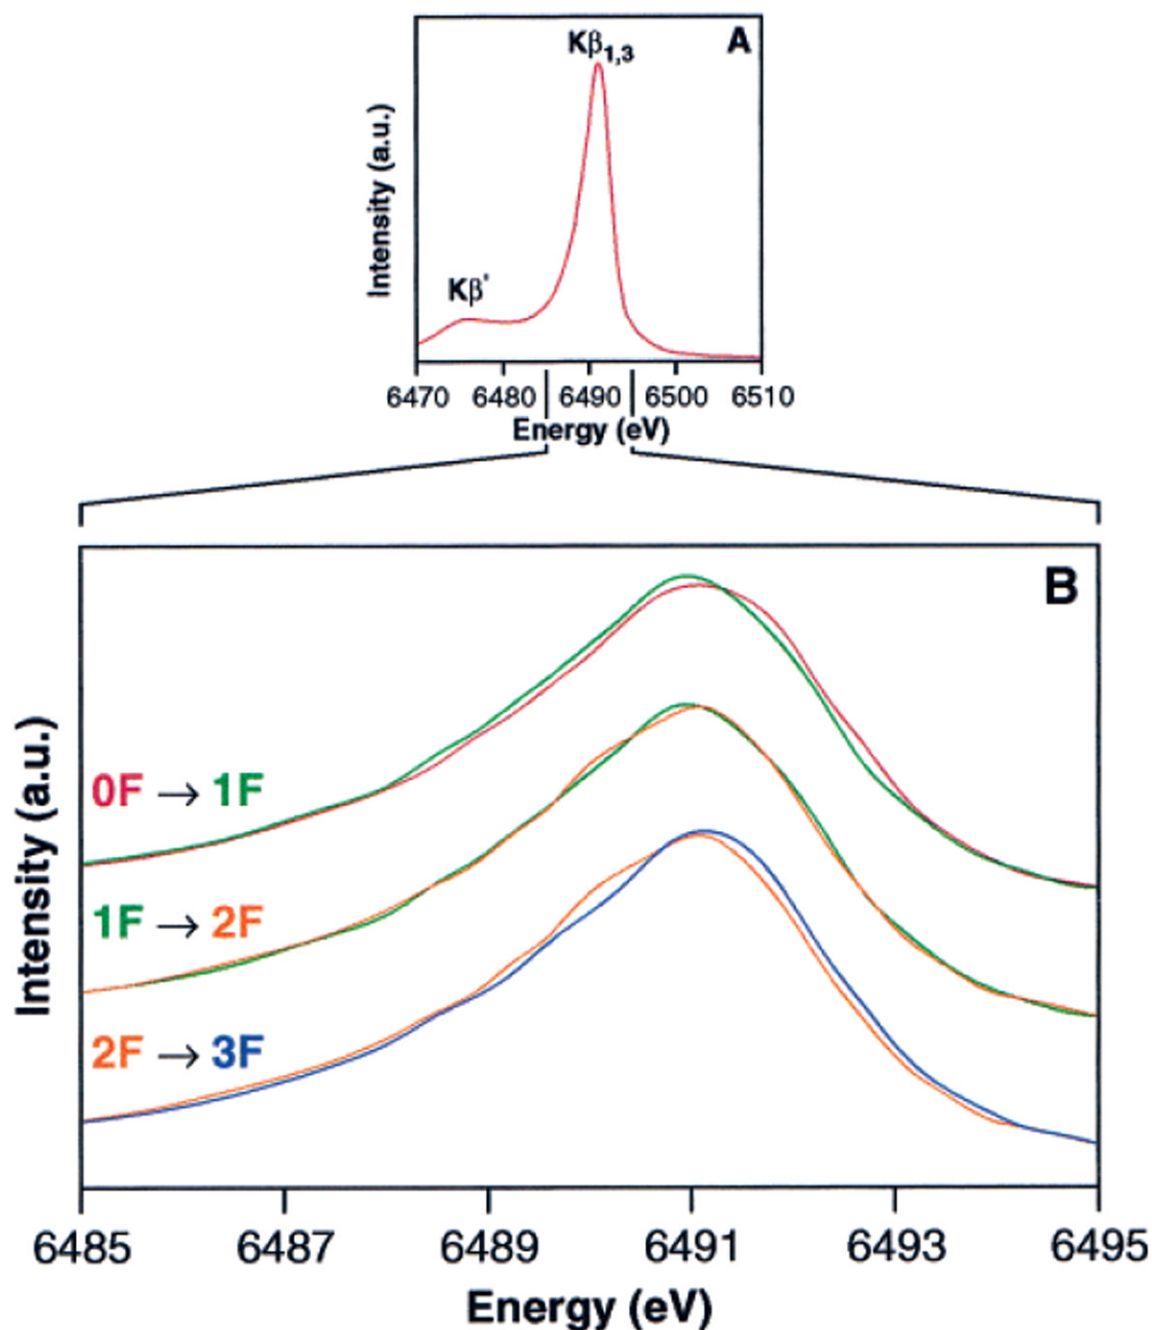 A
Kβ1,3
Intensity (a.u.)
Kβ'
6470 6480 6490 6500 6510
Energy (eV)
B
Intensity (a.u.)
0F → 1F
1F → 2F
2F → 3F
6485 6487 6489 6491 6493 6495
Energy (eV)